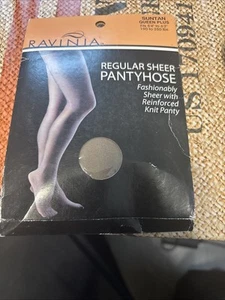 SUNTAN
QUEEN PLUS
RAVINIA
REGULAR SHEER
PANTYHOSE
Fashionably
Sheer with
Reinforced
Knit Panty